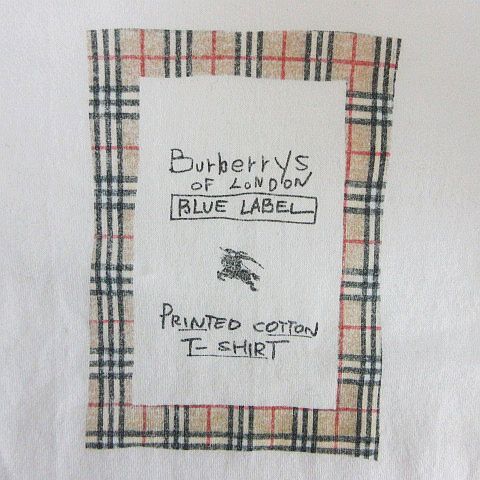 Burberrys
OF LONDON
BLUE LABEL
PRINTED COTTON
T-SHIRT